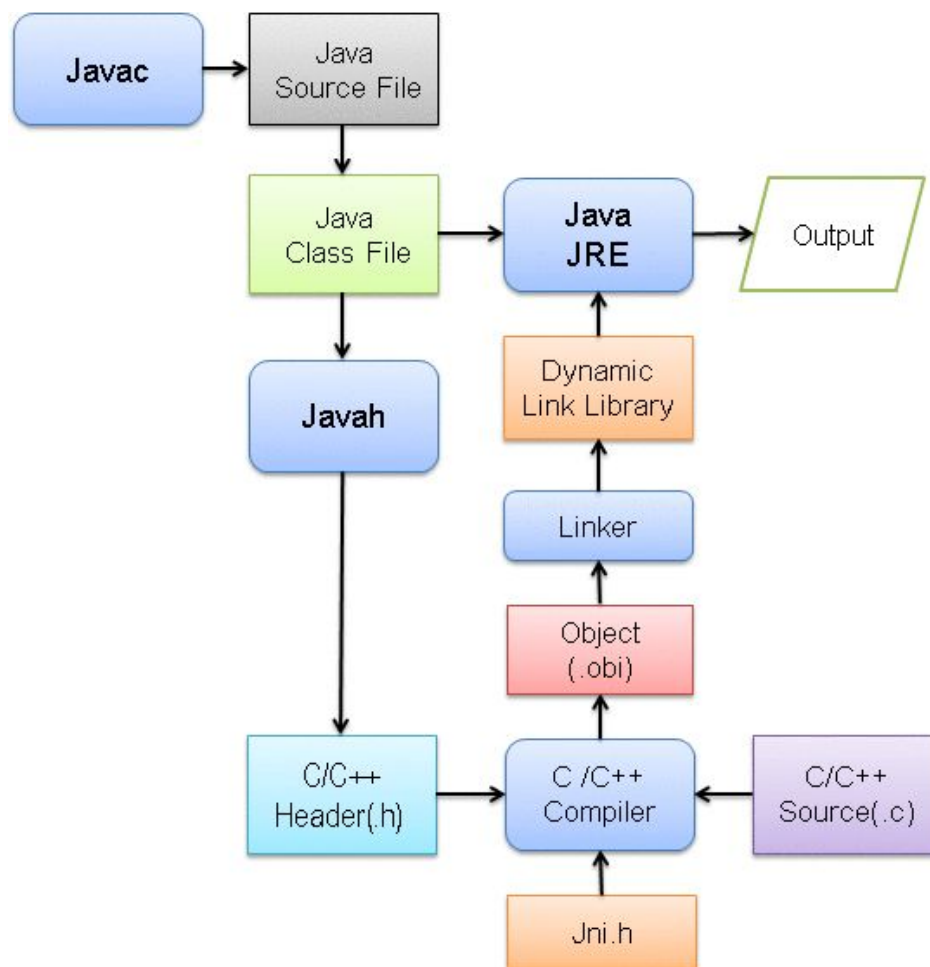 Javac
Java
Source File
Java
Class File
Java
JRE
Output
Javah
Dynamic
Link Library
Linker
Object
(.obi)
C/C++
Header(.h)
C /C++
Compiler
C/C++
Source(.c)
Jni.h